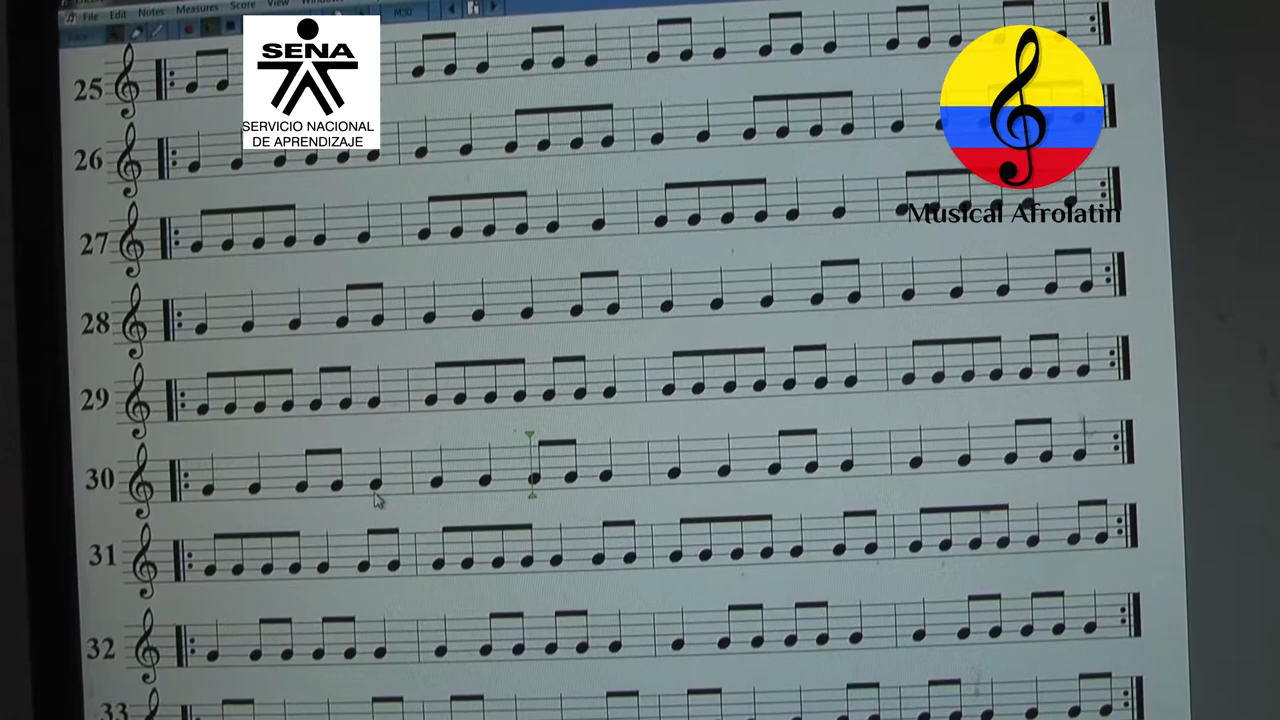 File Edit Notes Measures Score View
M30
SENA
SERVICIO NACIONAL
DE APRENDIZAJE
Musical Afrolatin
25
26
27
28
29
30
31
32
33